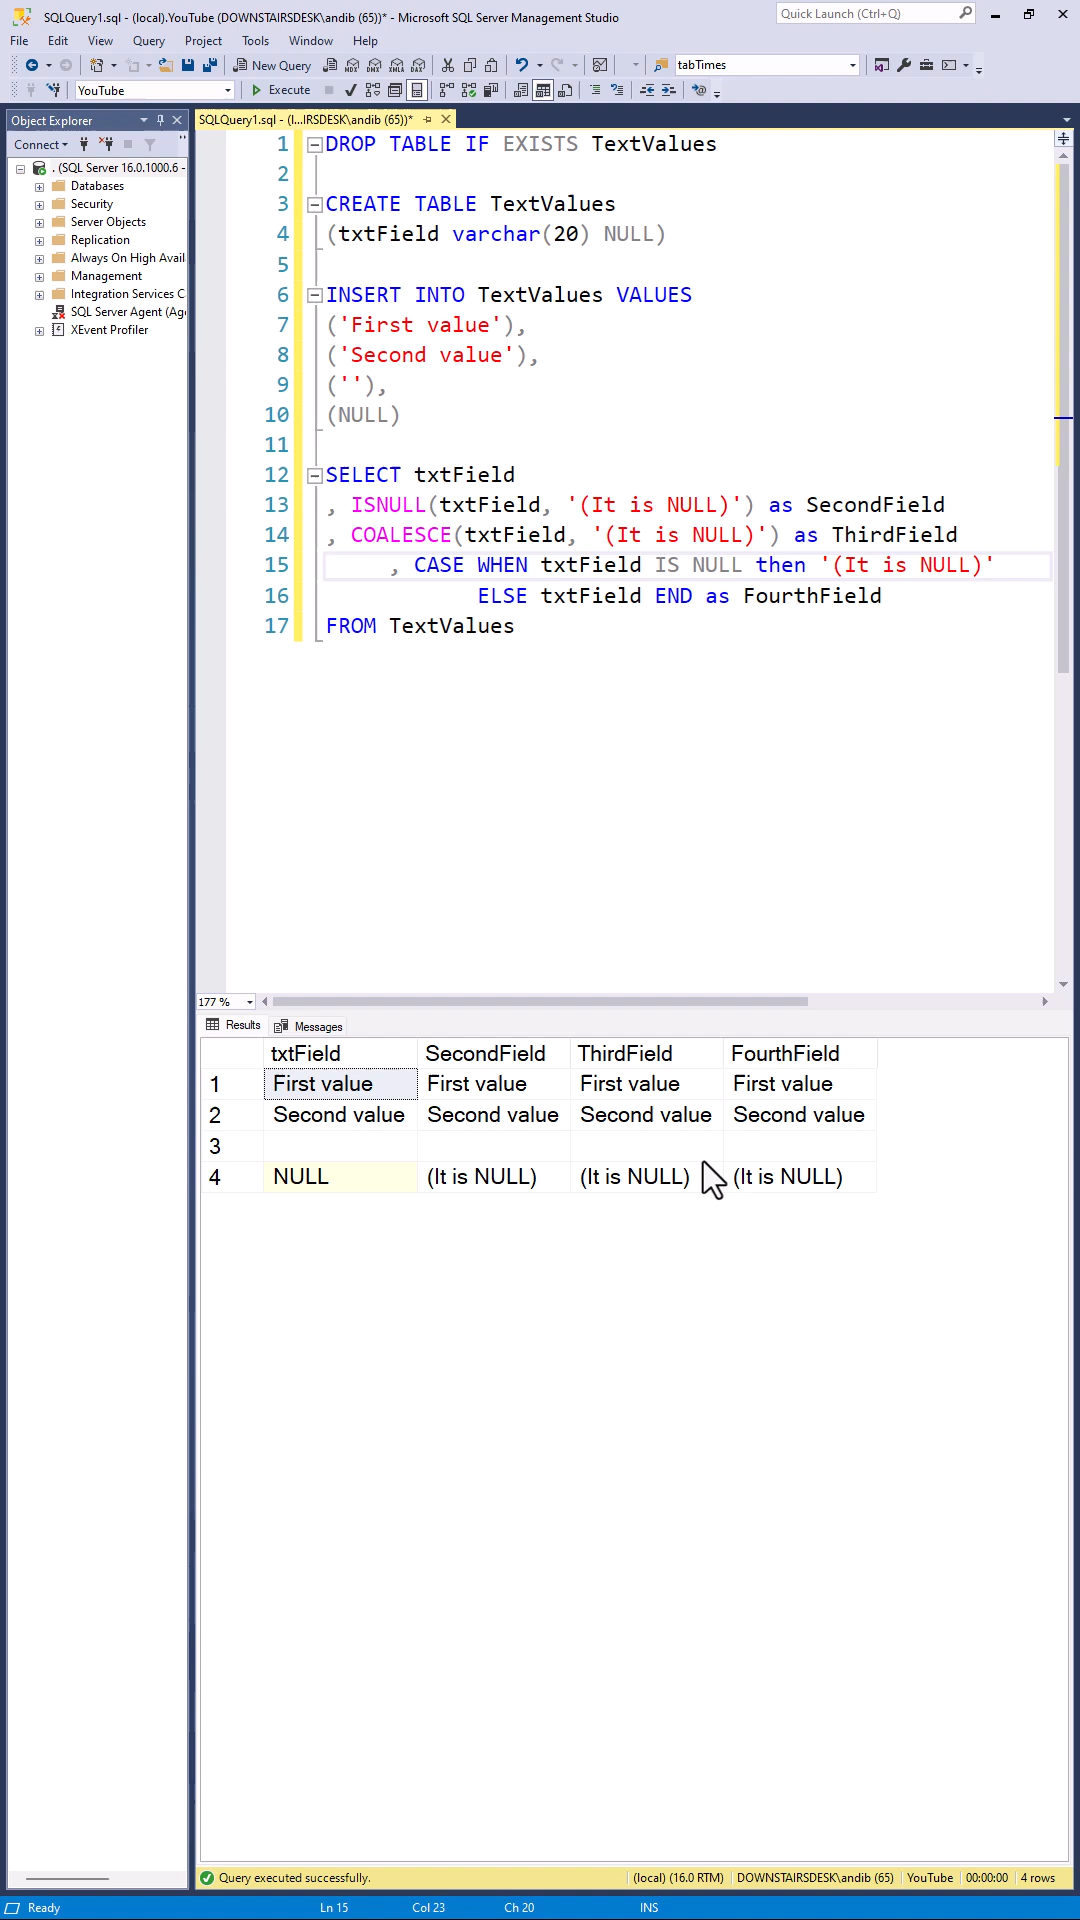 SQLQuery1.sql - (local).YouTube (DOWNSTAIRSDESK\andib (65))* - Microsoft SQL Server Management Studio
Quick Launch (Ctrl+Q)
File Edit View Query Project Tools Window Help
New Query
MDX DMX XMLA DAX
tabTimes
YouTube
Execute
Object Explorer
SQLQuery1.sql - (l...IRSDESK\andib (65))*
Connect
. (SQL Server 16.0.1000.6 -
Databases
Security
Server Objects
Replication
Always On High Avail
Management
Integration Services C
SQL Server Agent (Age
XEvent Profiler
1 DROP TABLE IF EXISTS TextValues
2
3 CREATE TABLE TextValues
4 (txtField varchar(20) NULL)
5
6 INSERT INTO TextValues VALUES
7 ('First value'),
8 ('Second value'),
9 (''),
10 (NULL)
11
12 SELECT txtField
13 , ISNULL(txtField, '(It is NULL)') as SecondField
14 , COALESCE(txtField, '(It is NULL)') as ThirdField
15 , CASE WHEN txtField IS NULL then '(It is NULL)'
16 ELSE txtField END as FourthField
17 FROM TextValues
177 %
Results Messages
txtField SecondField ThirdField FourthField
1 First value First value First value First value
2 Second value Second value Second value Second value
3
4 NULL (It is NULL) (It is NULL) (It is NULL)
Query executed successfully. (local) (16.0 RTM) DOWNSTAIRSDESK\andib (65) YouTube 00:00:00 4 rows
Ready Ln 15 Col 23 Ch 20 INS